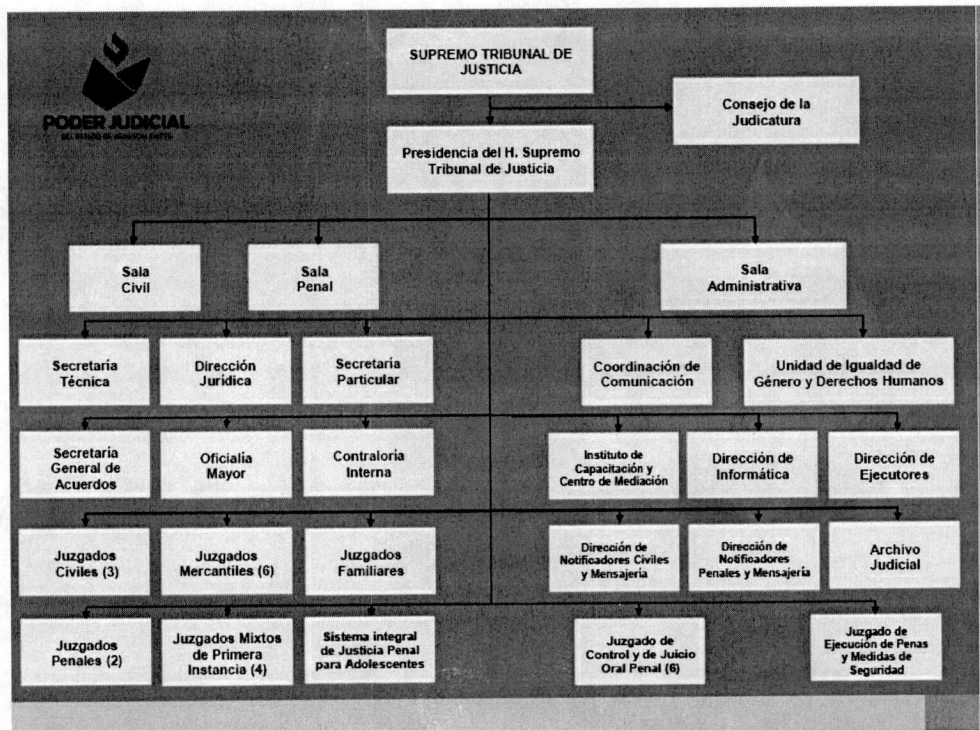 PODER JUDICIAL
SUPREMO TRIBUNAL DE
JUSTICIA
Consejo de la
Judicatura
Presidencia del H. Supremo
Tribunal de Justicia
Sala
Civil
Sala
Penal
Sala
Administrativa
Secretaría
Técnica
Dirección
Jurídica
Secretaría
Particular
Coordinación de
Comunicación
Unidad de Igualdad de
Género y Derechos Humanos
Secretaría
General de
Acuerdos
Oficialía
Mayor
Contraloría
Interna
Instituto de
Capacitación y
Centro de Mediación
Dirección de
Informática
Dirección de
Ejecutores
Juzgados
Civiles (3)
Juzgados
Mercantiles (6)
Juzgados
Familiares
Dirección de
Notificadores Civiles y
Mensajería
Dirección de
Notificadores
Penales y Mensajería
Archivo
Judicial
Juzgados
Penales (2)
Juzgados Mixtos
de Primera
Instancia (4)
Sistema integral
de Justicia Penal
para Adolescentes
Juzgado de
Control y de Juicio
Oral Penal (6)
Juzgado de
Ejecución de Penas
y Medidas de
Seguridad